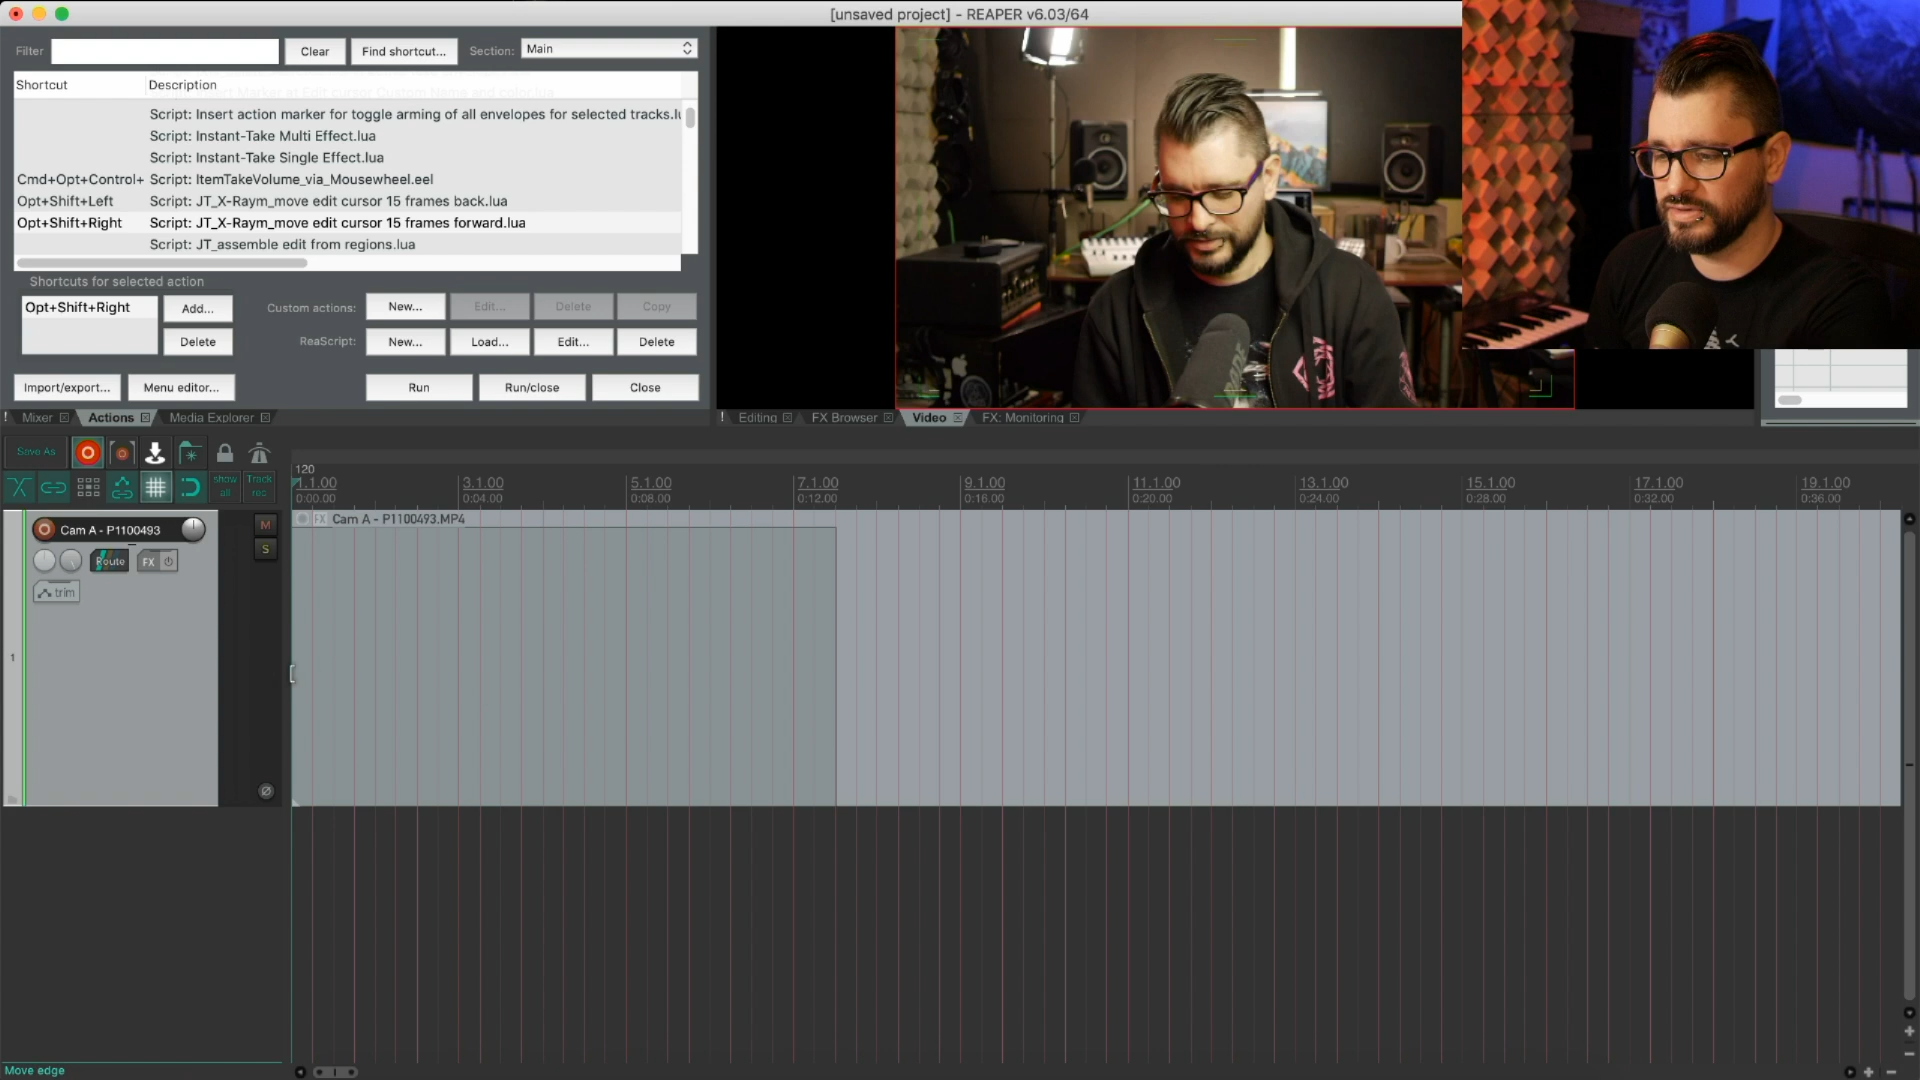 [unsaved project] - REAPER v6.03/64
Filter
Clear
Find shortcut...
Section:
Main
Shortcut
Description
Script: Insert action marker for toggle arming of all envelopes for selected tracks.lu
Script: Instant-Take Multi Effect.lua
Script: Instant-Take Single Effect.lua
Cmd+Opt+Control+ Script: ItemTakeVolume_via_Mousewheel.eel
Opt+Shift+Left Script: JT_X-Raym_move edit cursor 15 frames back.lua
Opt+Shift+Right Script: JT_X-Raym_move edit cursor 15 frames forward.lua
Script: JT_assemble edit from regions.lua
Shortcuts for selected action
Opt+Shift+Right
Add...
Delete
Custom actions:
New...
Edit...
Delete
Copy
ReaScript:
New...
Load...
Edit...
Delete
Import/export...
Menu editor...
Run
Run/close
Close
! Mixer
Actions
Media Explorer
! Editing
FX Browser
Video
FX: Monitoring
Save As
show all
Track rec
120
1.1.00 3.1.00 5.1.00 7.1.00 9.1.00 11.1.00 13.1.00 15.1.00 17.1.00 19.1.00
0:00.00 0:04.00 0:08.00 0:12.00 0:16.00 0:20.00 0:24.00 0:28.00 0:32.00 0:36.00
FX Cam A - P1100493.MP4
Cam A - P1100493
M
S
Route
FX
trim
1
Move edge